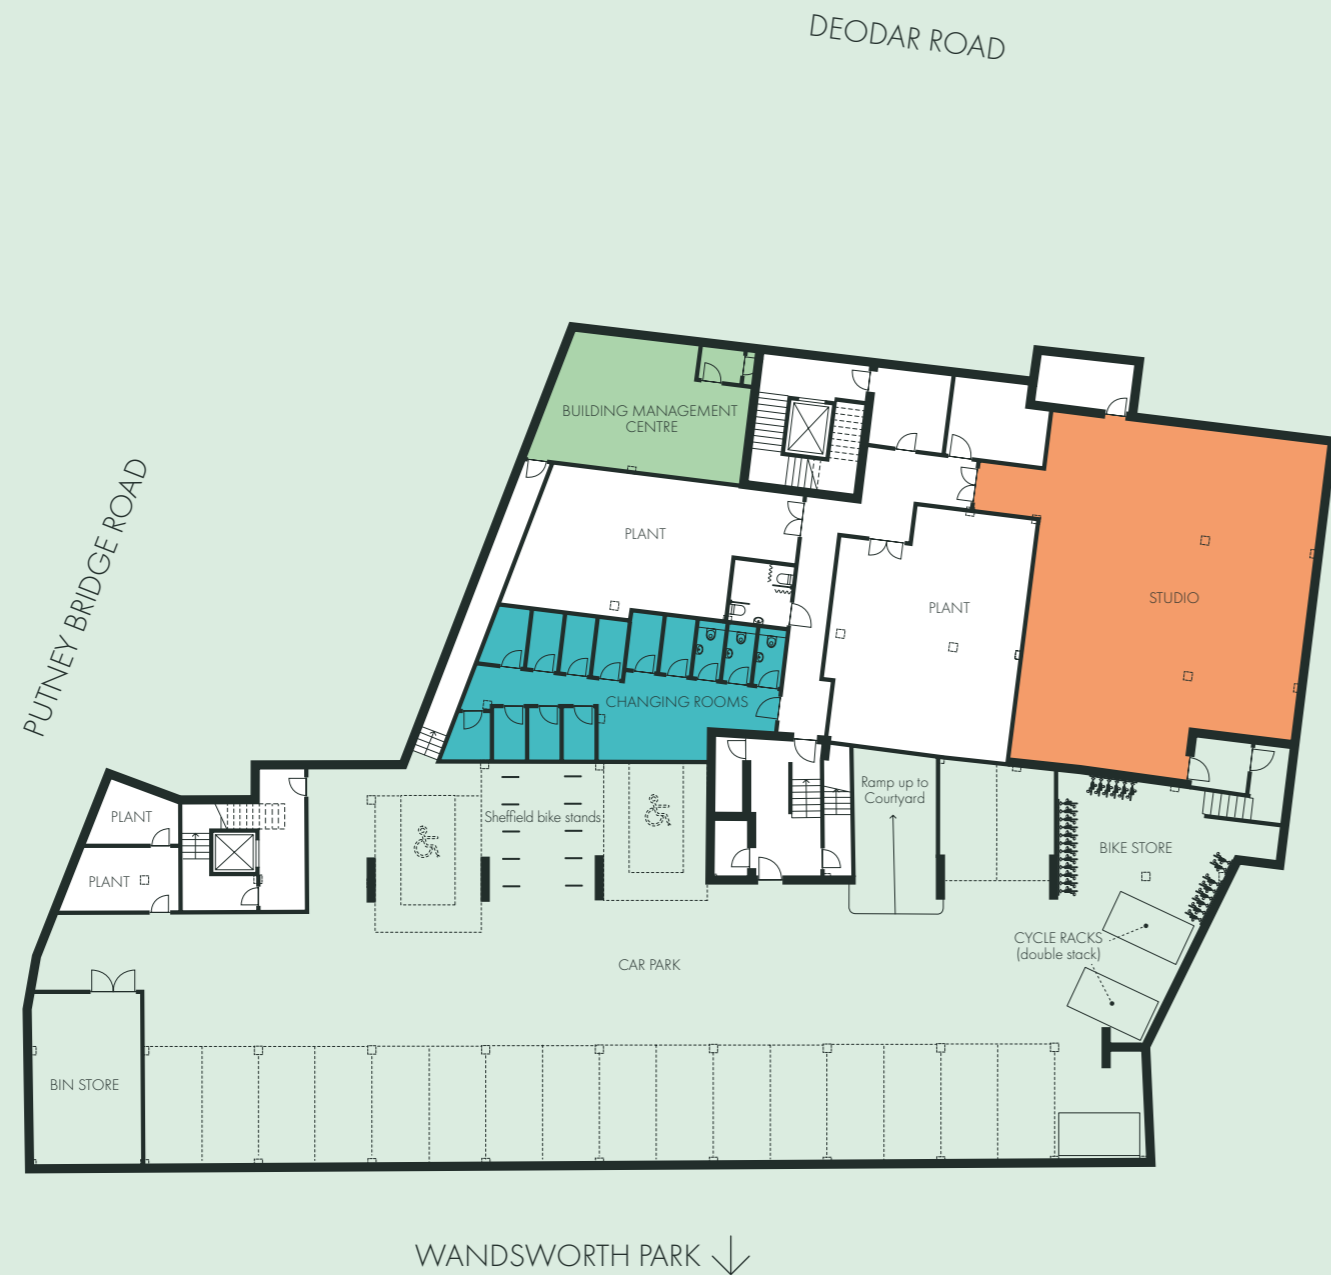 DEODAR ROAD
PUTNEY BRIDGE ROAD
BUILDING MANAGEMENT
CENTRE
PLANT
PLANT
STUDIO
CHANGING ROOMS
Ramp up to
Courtyard
PLANT
Sheffield bike stands
BIKE STORE
PLANT
CYCLE RACKS
(double stack)
CAR PARK
BIN STORE
WANDSWORTH PARK